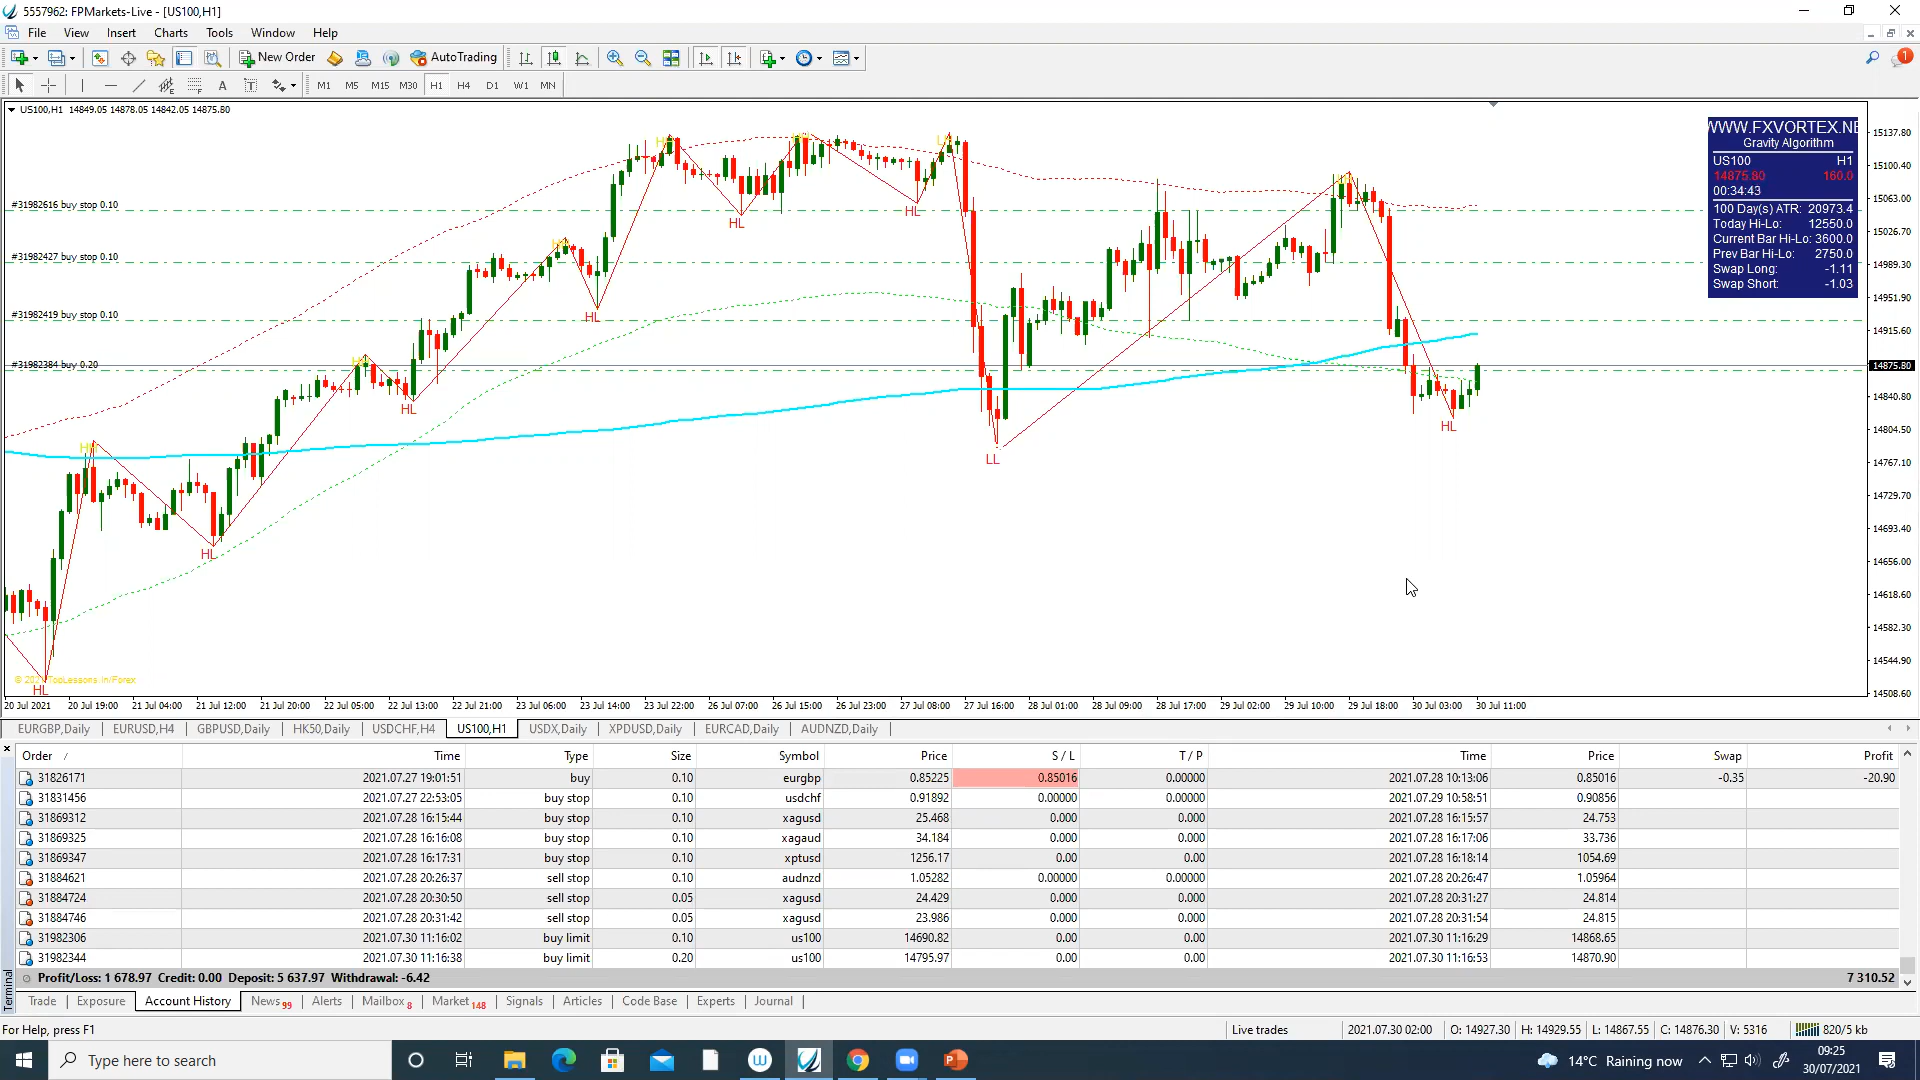 5557962: FPMarkets-Live - [US100,H1]
File View Insert Charts Tools Window Help
New Order AutoTrading 1
A T M1 M5 M15 M30 H1 H4 D1 W1 MN
US100,H1 14849.05 14878.05 14842.05 14875.80
WWW.FXVORTEX.NE
Gravity Algorithm
US100 H1
14875.80 160.0
00:34:43
100 Day(s) ATR: 20973.4
Today Hi-Lo: 12550.0
Current Bar Hi-Lo: 3600.0
Prev Bar Hi-Lo: 2750.0
Swap Long: -1.11
Swap Short: -1.03
#31982616 buy stop 0.10
#31982427 buy stop 0.10
#31982419 buy stop 0.10
#31982384 buy 0.20
HL
HL
HL
HL
HL
HL
LL
HL
15137.80
15100.40
15063.00
15026.70
14989.30
14951.90
14915.60
14875.80
14840.80
14804.50
14767.10
14729.70
14693.40
14656.00
14618.60
14582.30
14544.90
14508.60
20 Jul 2021 20 Jul 19:00 21 Jul 04:00 21 Jul 12:00 21 Jul 20:00 22 Jul 05:00 22 Jul 13:00 22 Jul 21:00 23 Jul 06:00 23 Jul 14:00 23 Jul 22:00 26 Jul 07:00 26 Jul 15:00 26 Jul 23:00 27 Jul 08:00 27 Jul 16:00 28 Jul 01:00 28 Jul 09:00 28 Jul 17:00 29 Jul 02:00 29 Jul 10:00 29 Jul 18:00 30 Jul 03:00 30 Jul 11:00
EURGBP,Daily EURUSD,H4 GBPUSD,Daily HK50,Daily USDCHF,H4 US100,H1 USDX,Daily XPDUSD,Daily EURCAD,Daily AUDNZD,Daily
Order / Time Type Size Symbol Price S / L T / P Time Price Swap Profit
31826171 2021.07.27 19:01:51 buy 0.10 eurgbp 0.85225 0.85016 0.00000 2021.07.28 10:13:06 0.85016 -0.35 -20.90
31831456 2021.07.27 22:53:05 buy stop 0.10 usdchf 0.91892 0.00000 0.00000 2021.07.29 10:58:51 0.90856
31869312 2021.07.28 16:15:44 buy stop 0.10 xagusd 25.468 0.000 0.000 2021.07.28 16:15:57 24.753
31869325 2021.07.28 16:16:08 buy stop 0.10 xagaud 34.184 0.000 0.000 2021.07.28 16:17:06 33.736
31869347 2021.07.28 16:17:31 buy stop 0.10 xptusd 1256.17 0.00 0.00 2021.07.28 16:18:14 1054.69
31884621 2021.07.28 20:26:37 sell stop 0.10 audnzd 1.05282 0.00000 0.00000 2021.07.28 20:26:47 1.05964
31884724 2021.07.28 20:30:50 sell stop 0.05 xagusd 24.429 0.000 0.000 2021.07.28 20:31:27 24.814
31884746 2021.07.28 20:31:42 sell stop 0.05 xagusd 23.986 0.000 0.000 2021.07.28 20:31:54 24.815
31982306 2021.07.30 11:16:02 buy limit 0.10 us100 14690.82 0.00 0.00 2021.07.30 11:16:29 14868.65
31982344 2021.07.30 11:16:38 buy limit 0.20 us100 14795.97 0.00 0.00 2021.07.30 11:16:53 14870.90
Profit/Loss: 1 678.97 Credit: 0.00 Deposit: 5 637.97 Withdrawal: -6.42 7 310.52
Terminal
Trade Exposure Account History News 99 Alerts Mailbox 8 Market 148 Signals Articles Code Base Experts Journal
For Help, press F1 Live trades 2021.07.30 02:00 O: 14927.30 H: 14929.55 L: 14867.55 C: 14876.30 V: 5316 820/5 kb
Type here to search 14°C Raining now 09:25
30/07/2021